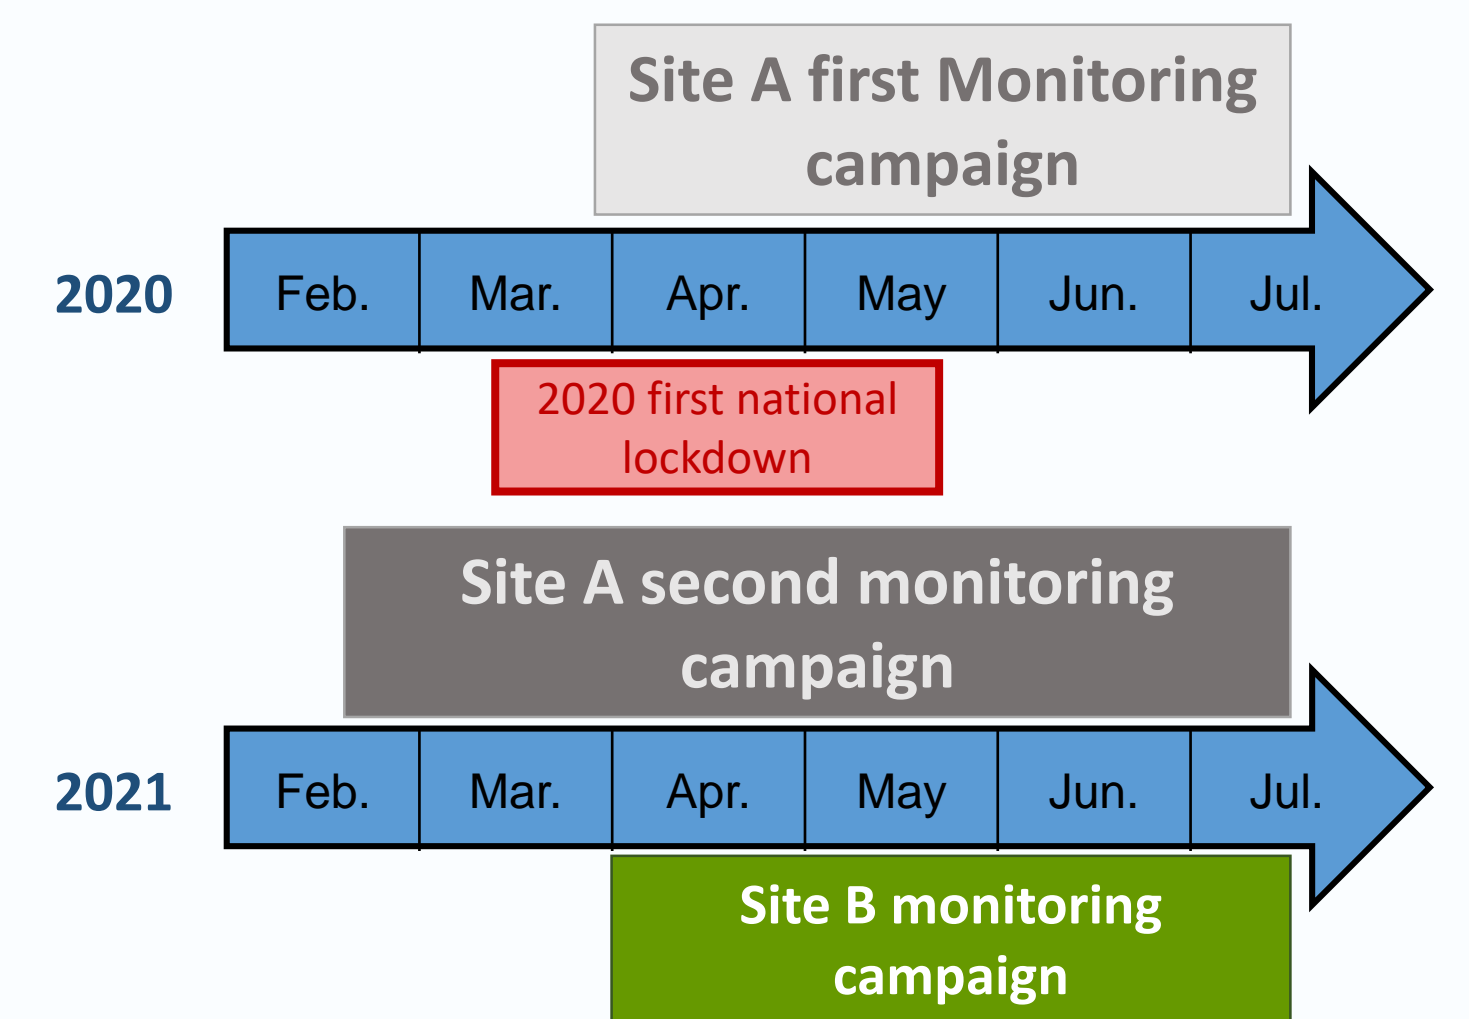 Site A first Monitoring
campaign
2020
Feb.
Mar.
Apr.
May
Jun.
Jul.
2020 first national
lockdown
Site A second monitoring
campaign
2021
Feb.
Mar.
Apr.
May
Jun.
Jul.
Site B monitoring
campaign